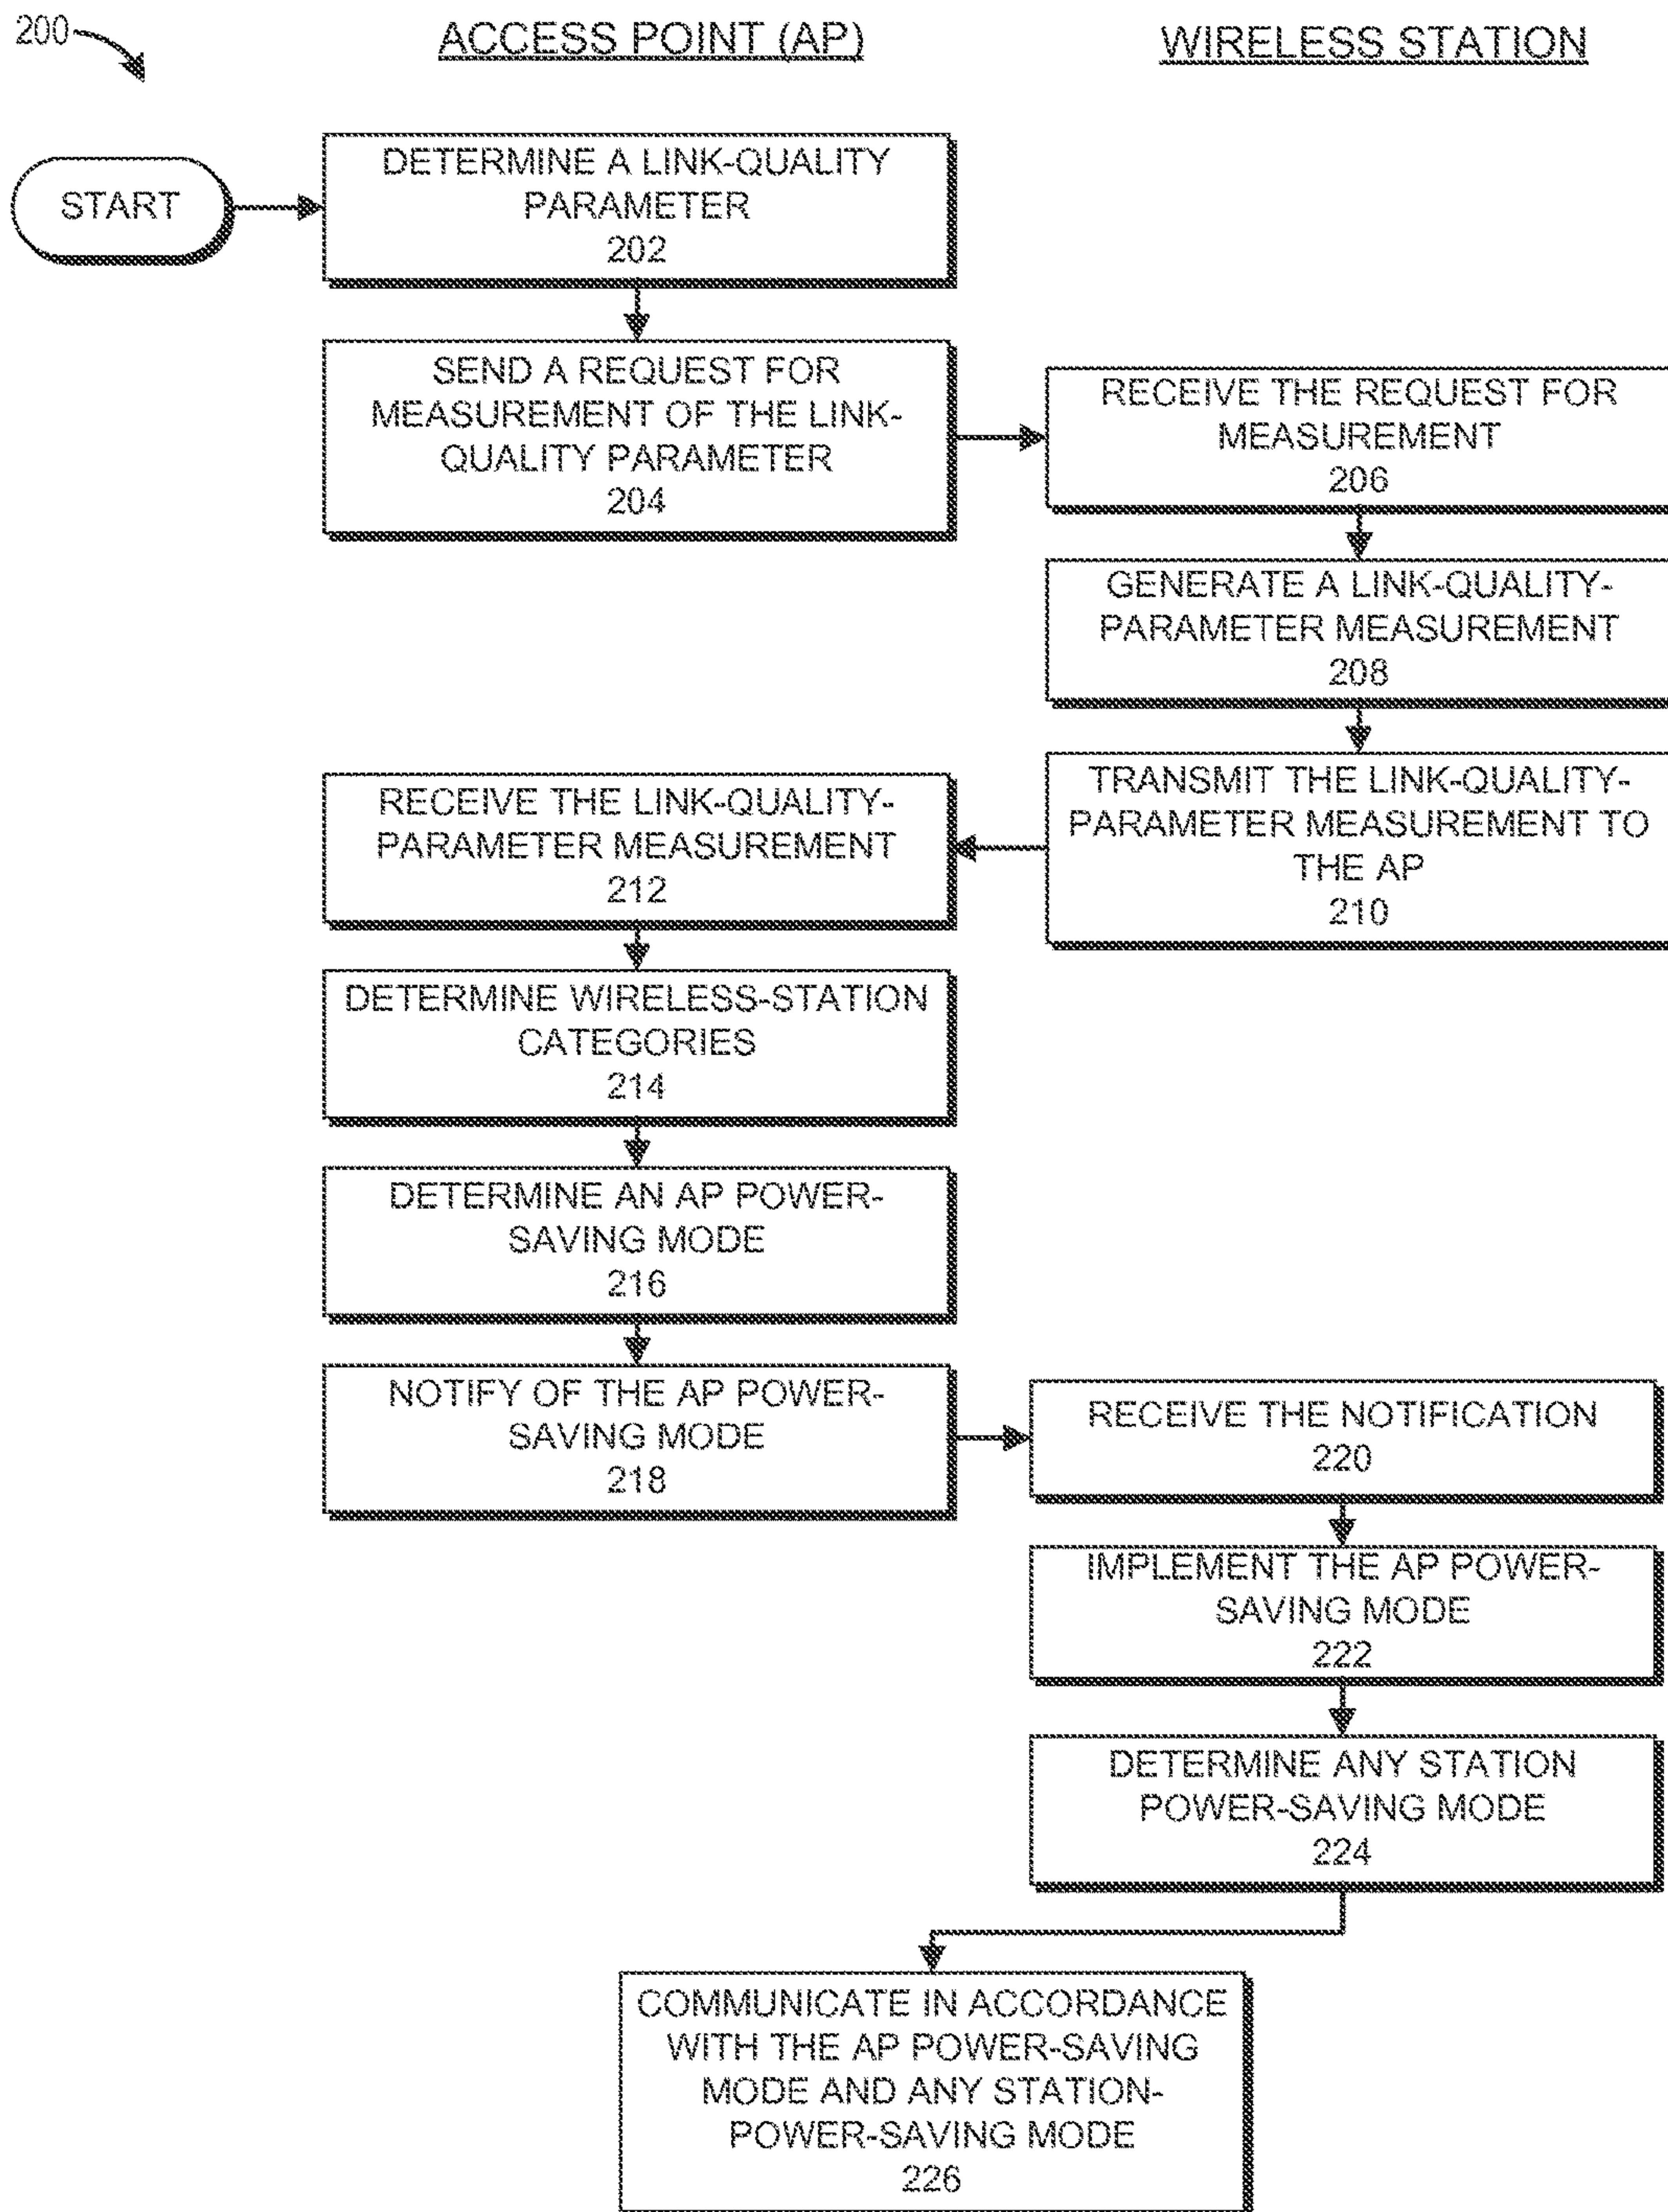 200
ACCESS POINT (AP)
WIRELESS STATION
START
DETERMINE A LINK-QUALITY
PARAMETER
202
SEND A REQUEST FOR
MEASUREMENT OF THE LINK-
QUALITY PARAMETER
204
RECEIVE THE REQUEST FOR
MEASUREMENT
206
GENERATE A LINK-QUALITY-
PARAMETER MEASUREMENT
208
TRANSMIT THE LINK-QUALITY-
PARAMETER MEASUREMENT TO
THE AP
210
RECEIVE THE LINK-QUALITY-
PARAMETER MEASUREMENT
212
DETERMINE WIRELESS-STATION
CATEGORIES
214
DETERMINE AN AP POWER-
SAVING MODE
216
NOTIFY OF THE AP POWER-
SAVING MODE
218
RECEIVE THE NOTIFICATION
220
IMPLEMENT THE AP POWER-
SAVING MODE
222
DETERMINE ANY STATION
POWER-SAVING MODE
224
COMMUNICATE IN ACCORDANCE
WITH THE AP POWER-SAVING
MODE AND ANY STATION-
POWER-SAVING MODE
226